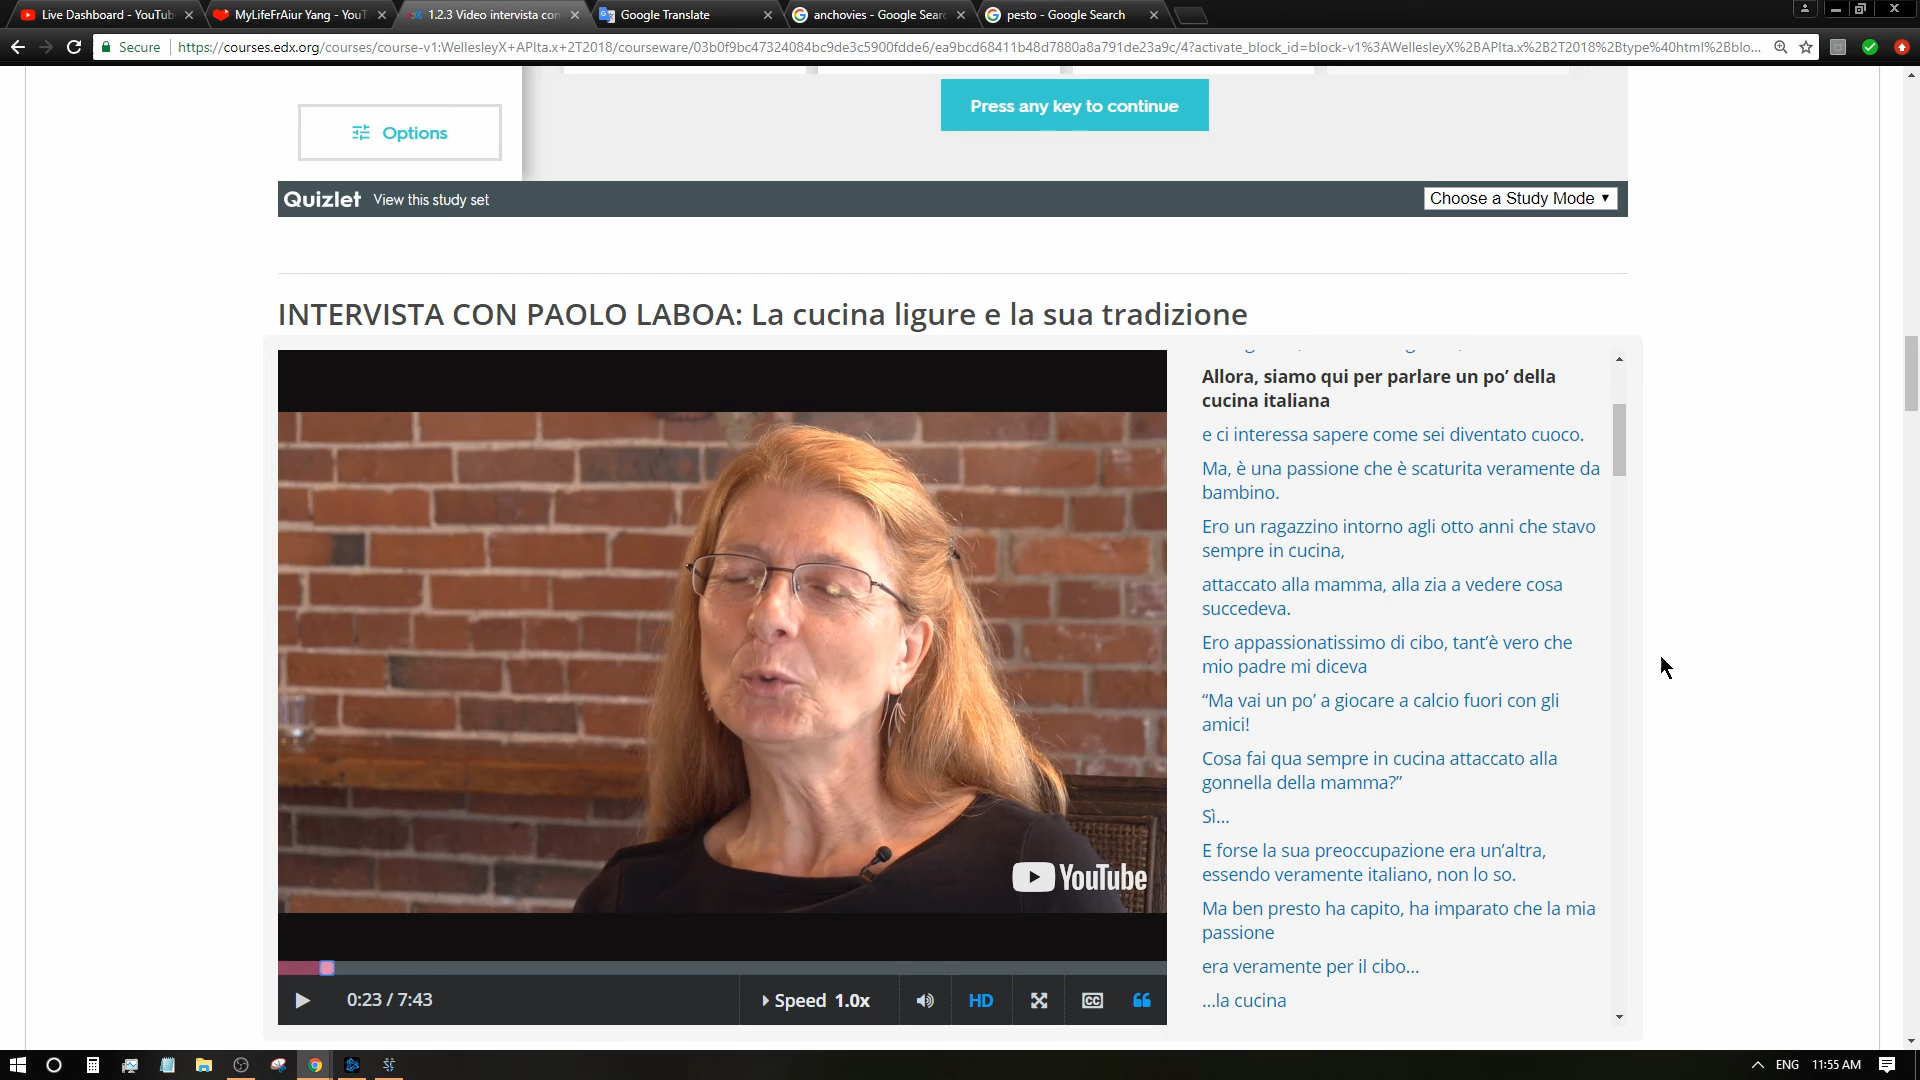 Live Dashboard - YouTub
MyLifeFrAiur Yang - YouT
1.2.3 Video intervista con
Google Translate
anchovies - Google Searc
pesto - Google Search
Secure
https://courses.edx.org/courses/course-v1:WellesleyX+APIta.x+2T2018/courseware/03b0f9bc47324084bc9de3c5900fdde6/ea9bcd68411b48d7880a8a791de23a9c/4?activate_block_id=block-v1%3AWellesleyX%2BAPIta.x%2B2T2018%2Btype%40html%2Bblo...
Press any key to continue
Options
Quizlet View this study set
Choose a Study Mode
INTERVISTA CON PAOLO LABOA: La cucina ligure e la sua tradizione
Allora, siamo qui per parlare un po’ della
cucina italiana
e ci interessa sapere come sei diventato cuoco.
Ma, è una passione che è scaturita veramente da
bambino.
Ero un ragazzino intorno agli otto anni che stavo
sempre in cucina,
attaccato alla mamma, alla zia a vedere cosa
succedeva.
Ero appassionatissimo di cibo, tant’è vero che
mio padre mi diceva
“Ma vai un po’ a giocare a calcio fuori con gli
amici!
Cosa fai qua sempre in cucina attaccato alla
gonnella della mamma?”
Sì...
E forse la sua preoccupazione era un’altra,
essendo veramente italiano, non lo so.
Ma ben presto ha capito, ha imparato che la mia
passione
era veramente per il cibo...
...la cucina
YouTube
0:23 / 7:43
Speed 1.0x
HD
CC
ENG
11:55 AM